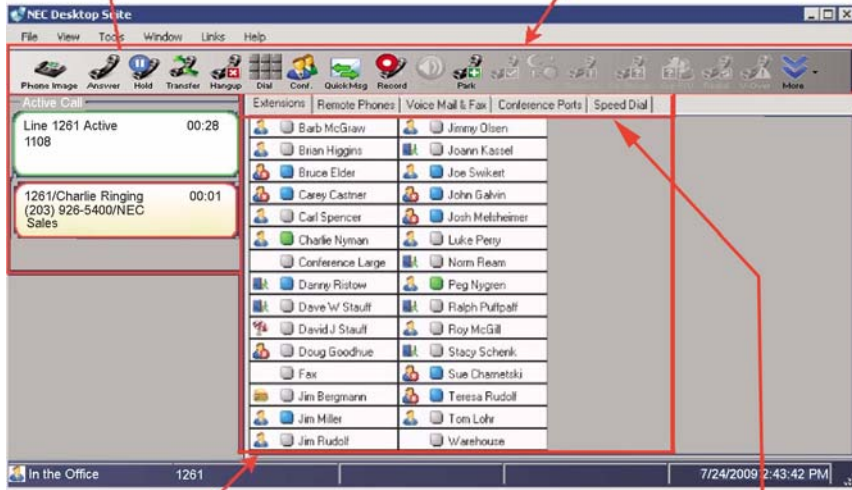 NEC Desktop Suite
File View Tools Window Links Help
Phone Image Answer Hold Transfer Hangup Dial Conf. QuickMsg Record Park More
Active Call
Extensions Remote Phones Voice Mail & Fax Conference Ports Speed Dial
Line 1261 Active 00:28
1108
1261/Charlie Ringing 00:01
(203) 926-5400/NEC
Sales
Barb McGraw Jimmy Olsen
Brian Higgins Joann Kassel
Bruce Elder Joe Swikert
Carey Castner John Galvin
Carl Spencer Josh Melsheimer
Charlie Nyman Luke Perry
Conference Large Norm Ream
Danny Ristow Peg Nygren
Dave W Stauff Ralph Puffpaff
David J Stauff Roy McGill
Doug Goodhue Stacy Schenk
Fax Sue Charnetski
Jim Bergmann Teresa Rudolf
Jim Miller Tom Lohr
Jim Rudolf Warehouse
In the Office 1261 7/24/2009 2:43:42 PM